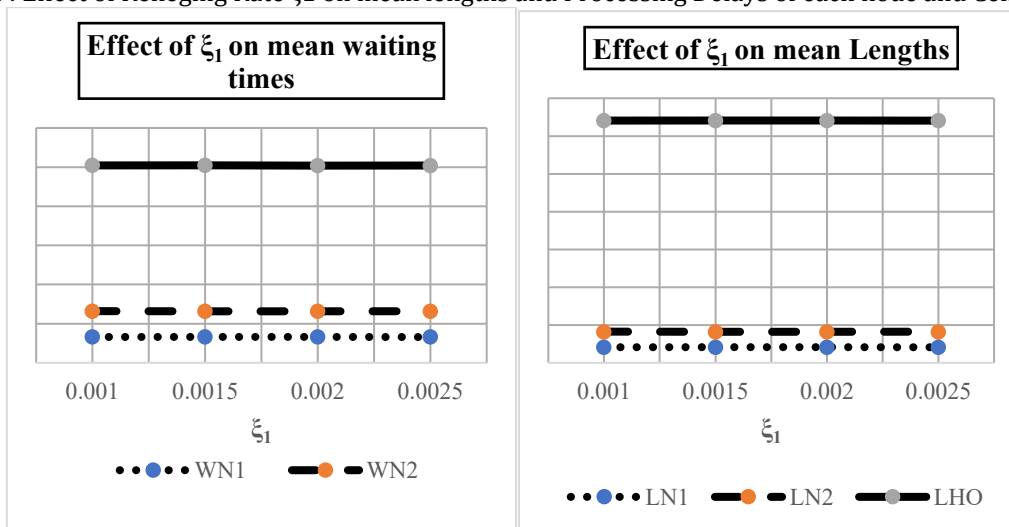 Effect of ξ₁ on mean waiting
times
0.001 0.0015 0.002 0.0025
ξ₁
WN1 WN2
Effect of ξ₁ on mean Lengths
0.001 0.0015 0.002 0.0025
ξ₁
LN1 LN2 LHO